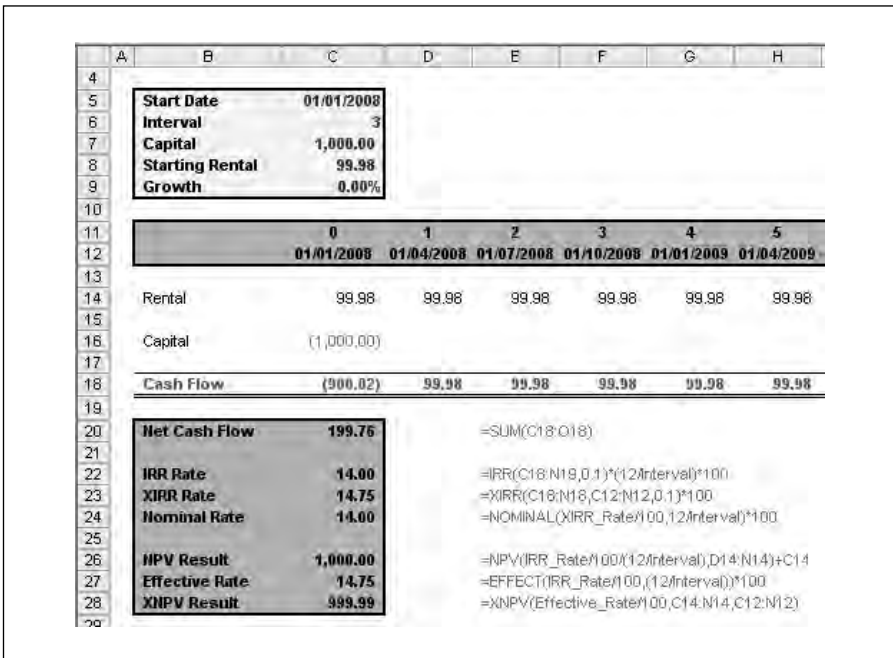 A B C D E F G H
4
5 Start Date 01/01/2008
6 Interval 3
7 Capital 1,000.00
8 Starting Rental 99.98
9 Growth 0.00%
10
11 0 1 2 3 4 5
12 01/01/2008 01/04/2008 01/07/2008 01/10/2008 01/01/2009 01/04/2009
13
14 Rental 99.98 99.98 99.98 99.98 99.98 99.98
15
16 Capital (1,000.00)
17
18 Cash Flow (900.02) 99.98 99.98 99.98 99.98 99.98
19
20 Net Cash Flow 199.76 =SUM(C18:O18)
21
22 IRR Rate 14.00 =IRR(C18:N19,0.1)*(12/Interval)*100
23 XIRR Rate 14.75 =XIRR(C18:N18,C12:N12,0.1)*100
24 Nominal Rate 14.00 =NOMINAL(XIRR_Rate/100,12/Interval)*100
25
26 NPV Result 1,000.00 =NPV(IRR_Rate/100/(12/Interval),D14:N14)+C14
27 Effective Rate 14.75 =EFFECT(IRR_Rate/100,(12/Interval))*100
28 XNPV Result 999.99 =XNPV(Effective_Rate/100,C14:N14,C12:N12)
29